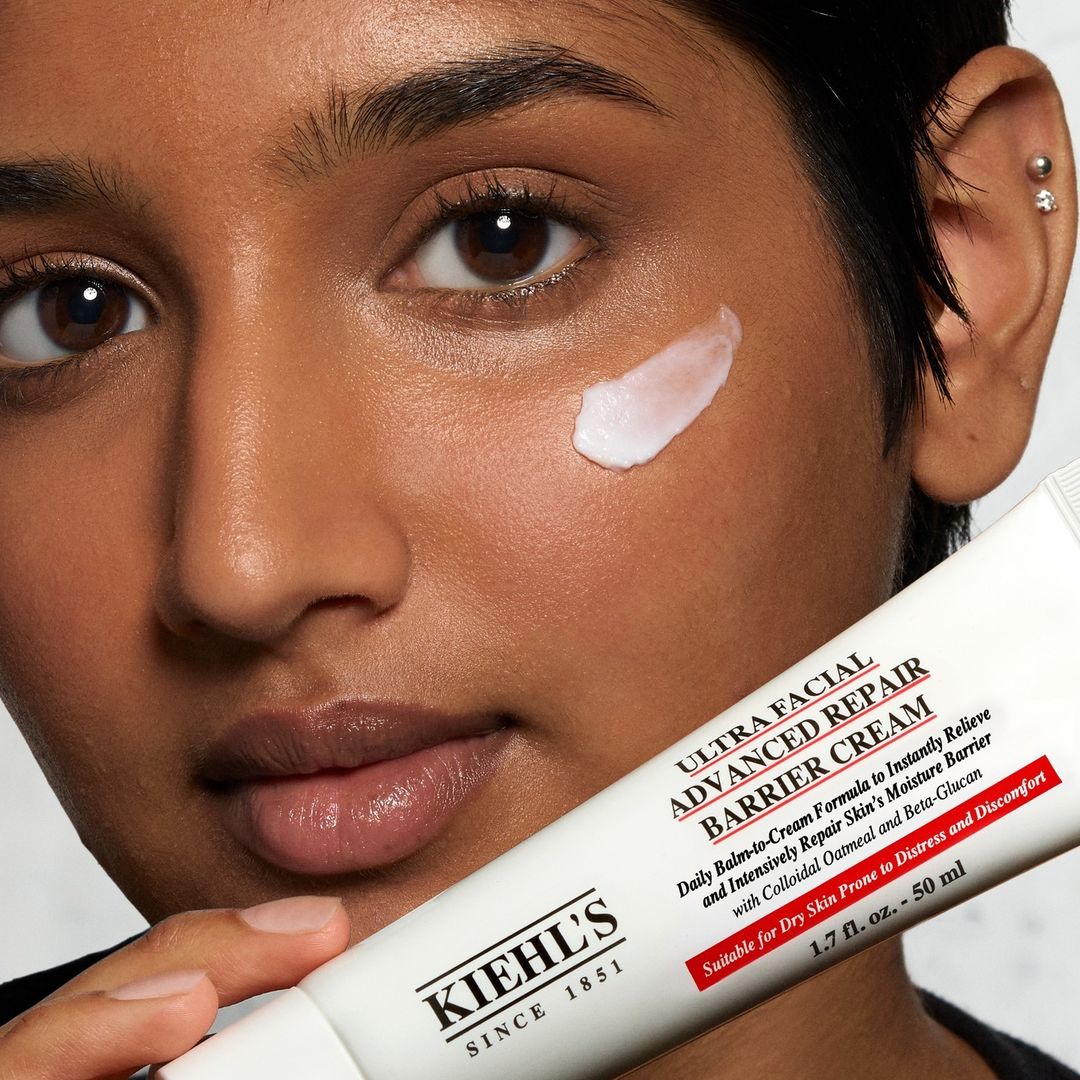 ULTRA FACIAL
ADVANCED REPAIR
BARRIER CREAM
Daily Balm-to-Cream Formula to Instantly Relieve
and Intensively Repair Skin's Moisture Barrier
with Colloidal Oatmeal and Beta-Glucan
Suitable for Dry Skin Prone to Distress and Discomfort
1.7 fl. oz. - 50 ml
KIEHL'S
SINCE 1851